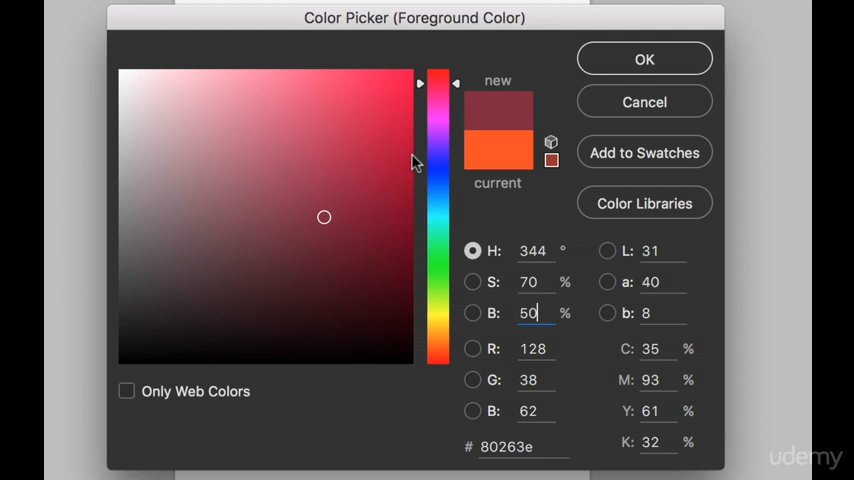 Color Picker (Foreground Color)
new
current
OK
Cancel
Add to Swatches
Color Libraries
H: 344 ° L: 31
S: 70 % a: 40
B: 50 % b: 8
R: 128 C: 35 %
G: 38 M: 93 %
B: 62 Y: 61 %
# 80263e K: 32 %
Only Web Colors
udemy